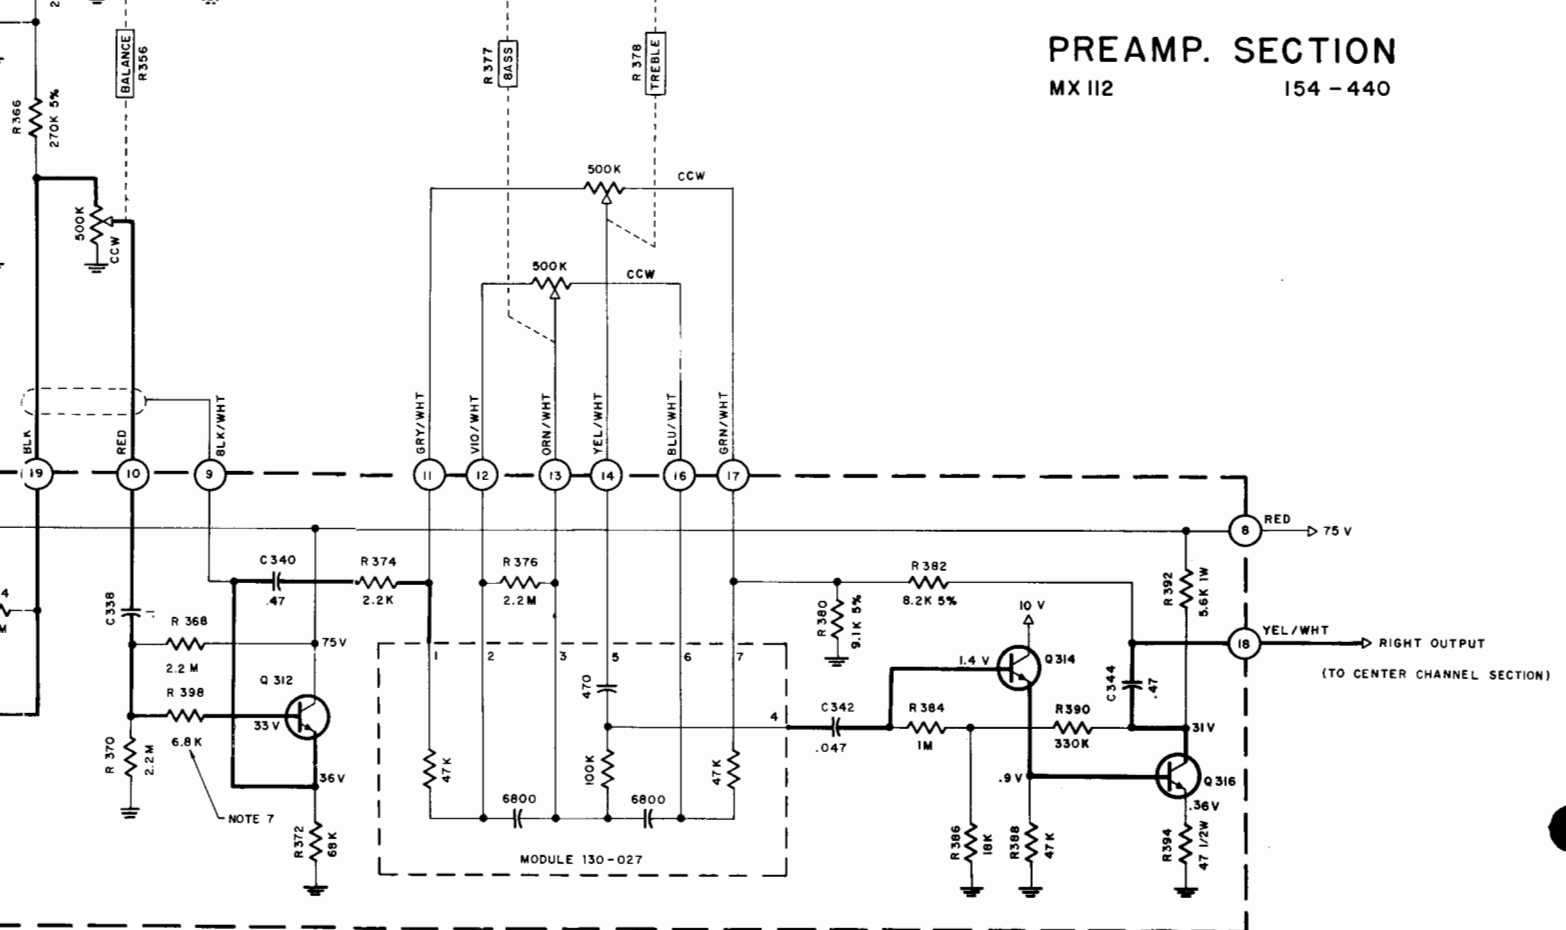 PREAMP. SECTION
MX 112
154-440
BALANCE
R356
R 377
BASS
R 378
TREBLE
R366
270K 5%
500K
CCW
500K
CCW
500K
CCW
BLK
RED
BLK/WHT
GRY/WHT
VIO/WHT
ORN/WHT
YEL/WHT
BLU/WHT
GRN/WHT
19
10
9
11
12
13
14
16
17
8
RED
75 V
C340
.47
R 374
2.2K
R 376
2.2M
R 382
8.2K 5%
R 392
5.6K 1W
4
M
C338
R 368
2.2 M
75V
R 380
9.1K 5%
10 V
18
YEL/WHT
RIGHT OUTPUT
(TO CENTER CHANNEL SECTION)
1
2
3
5
6
7
1.4 V
Q314
C344
.47
Q 312
R 398
6.8K
33 V
470
4
C342
.047
R 384
1M
R390
330K
31V
R 370
2.2M
36V
47K
100K
47K
.9V
Q316
.36V
6800
6800
NOTE 7
R372
68K
R386
18K
R388
47K
R394
47 1/2W
MODULE 130-027